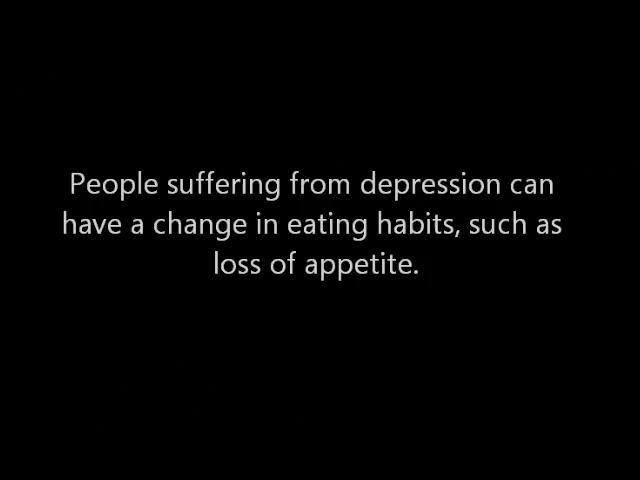 People suffering from depression can
have a change in eating habits, such as
loss of appetite.